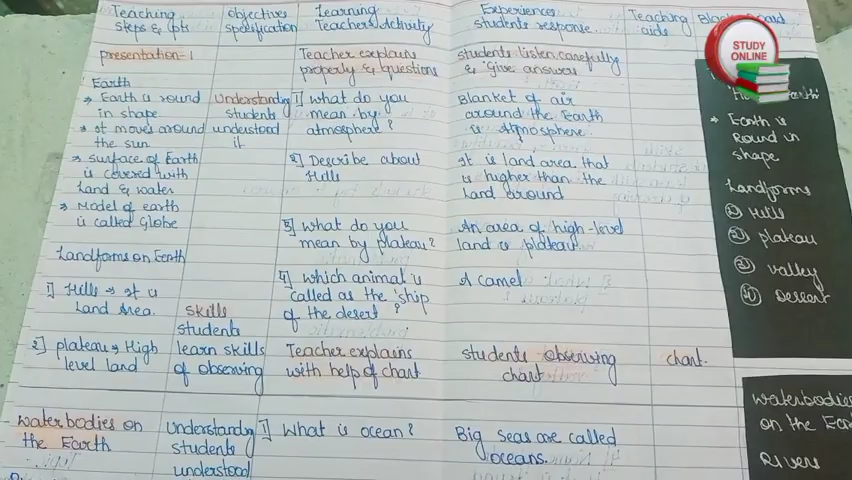 Teaching steps & pts
objectives specification
Learning Teachers Activity
Experiences students response
Teaching aids
STUDY
ONLINE
presentation-1
Teacher explains
properly & questions
students listen carefully
& Give answers
Earth
→ Earth is round
in shape
→ It moves around
the sun
→ surface of Earth
is covered with
Land & water
→ Model of earth
is called Globe
Landforms on Earth
1] Hills → It is
Land Area.
2] plateau → High
level land
Understanding
students
understood
it
skills
students
learn skills
of observing
1] What do you
mean by
atmosphere?
2] Describe about
Hills
3] What do you
mean by plateau?
4] which animal is
called as the 'ship
of the desert?
Teacher explains
with help of chart
Blanket of air
around the Earth
is Atmosphere.
It is land area that
is higher than the
Land around
An area of high-level
land is plateau.
A camel
students obsriving
chart
chart.
→ Earth is
Round in
shape
Landforms
1) Hills
2) plateau
3) valley
4) Dessert
Waterbodies on
the Earth
Understanding
students
understood
1] What is ocean?
Big seas are called
oceans.
Waterbodies
on the
Rivers